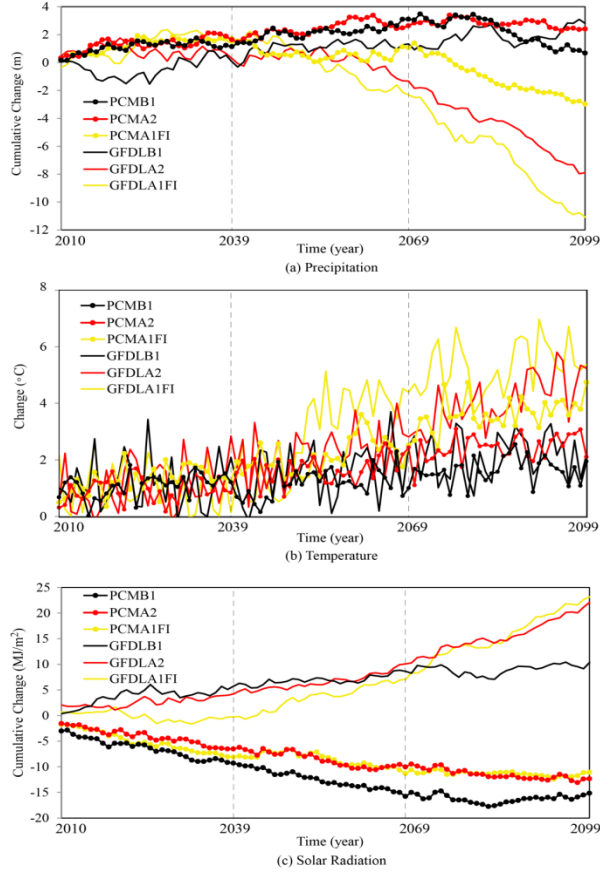 Cumulative Change (m)
4
2
0
-2
-4
-6
-8
-10
-12
PCMB1
PCMA2
PCMA1FI
GFDLB1
GFDLA2
GFDLA1FI
2010
2039
2069
2099
Time (year)
(a) Precipitation
Change (°C)
8
6
4
2
0
PCMB1
PCMA2
PCMA1FI
GFDLB1
GFDLA2
GFDLA1FI
2010
2039
2069
2099
Time (year)
(b) Temperature
Cumulative Change (MJ/m²)
25
20
15
10
5
0
-5
-10
-15
-20
PCMB1
PCMA2
PCMA1FI
GFDLB1
GFDLA2
GFDLA1FI
2010
2039
2069
2099
Time (year)
(c) Solar Radiation